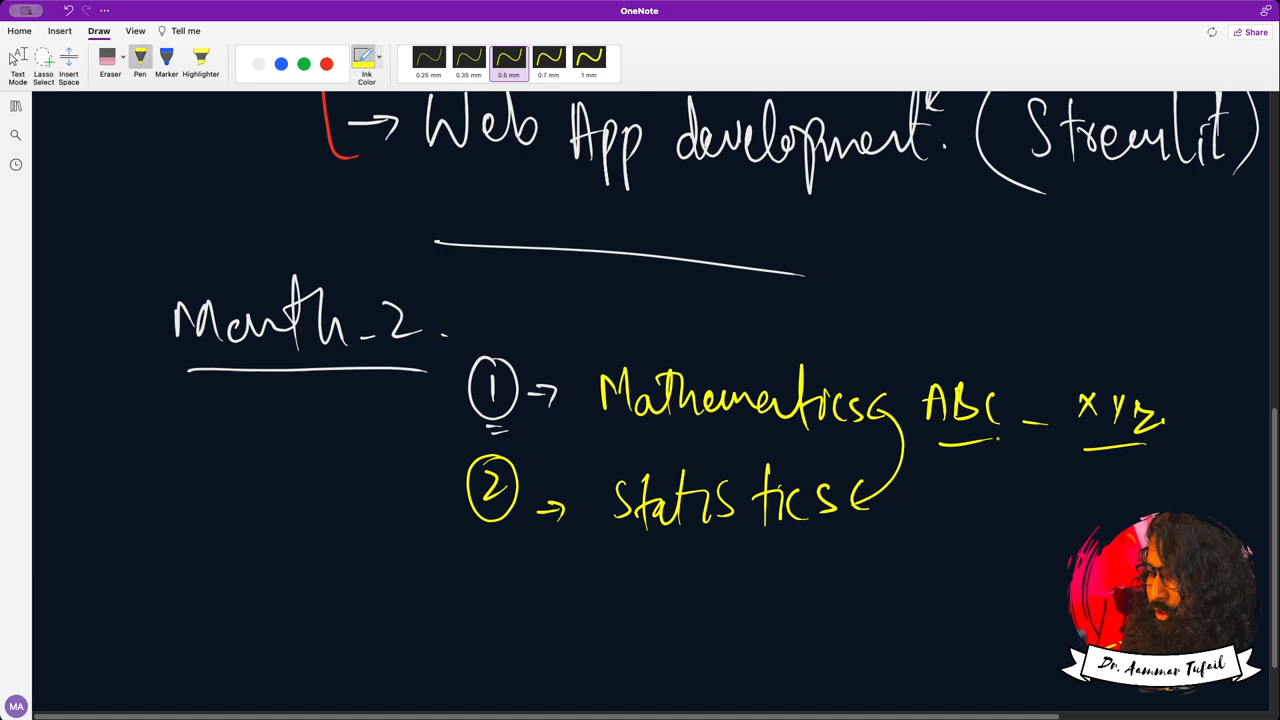 OneNote
Home Insert Draw View Tell me Share
Text Mode Lasso Select Insert Space Eraser Pen Marker Highlighter Ink Color 0.25 mm 0.35 mm 0.5 mm 0.7 mm 1 mm
→ Web App development. (Streamlit)
Month-2.
① → Mathematics ABC - XYZ.
② → Statistics
Dr. Aammar Tufail
MA